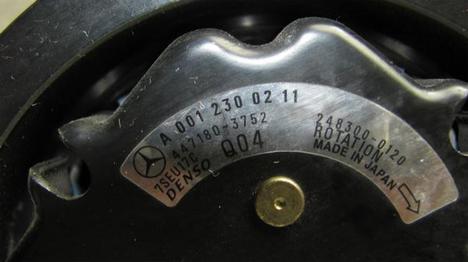 A 001 230 02 11
447180-3752
7SEU17C
DENSO
Q04
248300-0120
ROTATION
MADE IN JAPAN